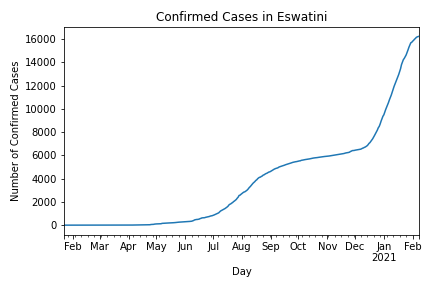 Confirmed Cases in Eswatini
Number of Confirmed Cases
16000
14000
12000
10000
8000
6000
4000
2000
0
Feb Mar Apr May Jun Jul Aug Sep Oct Nov Dec Jan Feb
2021
Day